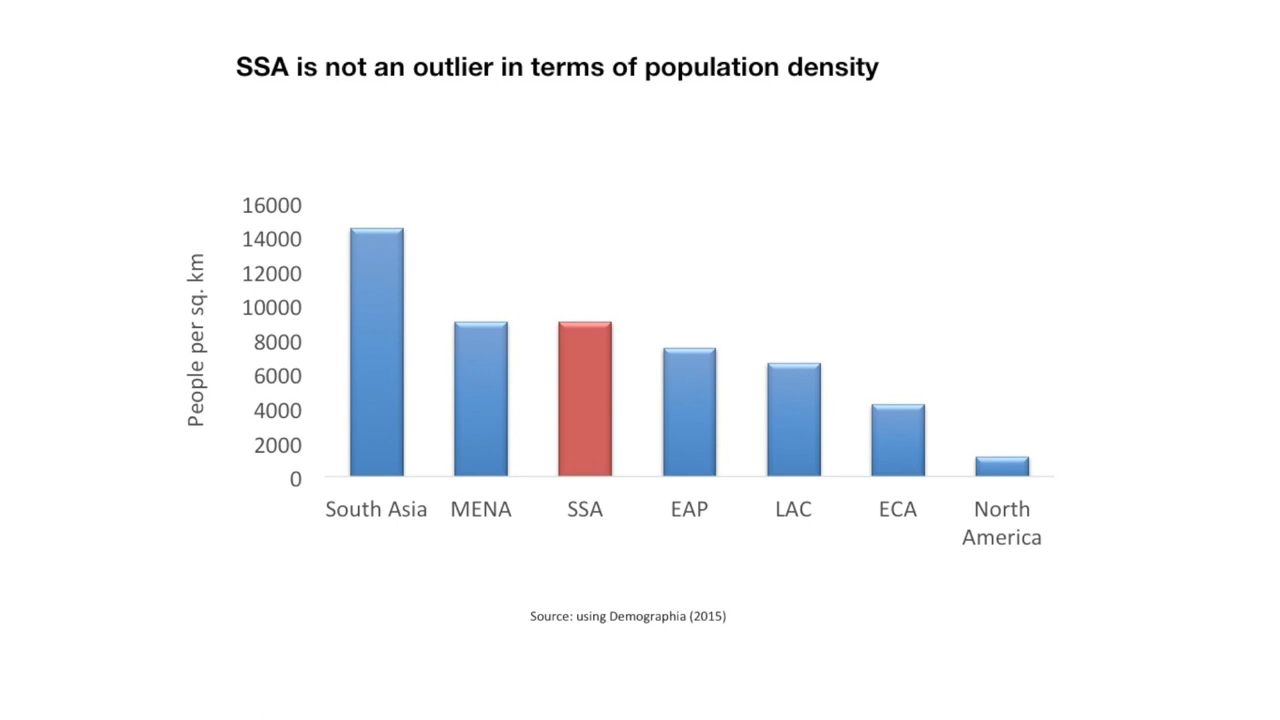 SSA is not an outlier in terms of population density
16000
14000
12000
10000
8000
6000
4000
2000
0
People per sq. km
South Asia
MENA
SSA
EAP
LAC
ECA
North
America
Source: using Demographia (2015)